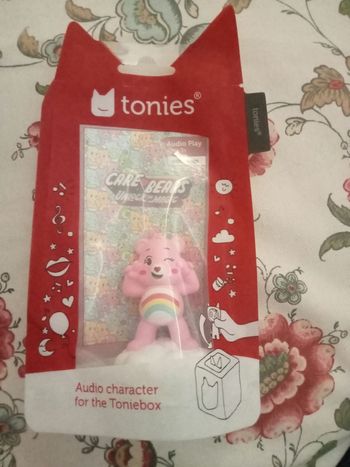 tonies®
tonies®
Audio Play
CARE BEARS
UNLOCK THE MAGIC
Audio character
for the Toniebox